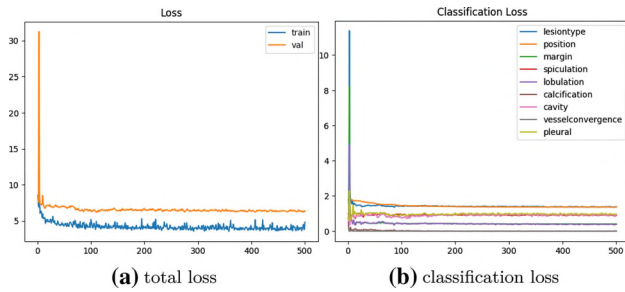 Loss
train
val
30
25
20
15
10
5
0
100
200
300
400
500
(a) total loss
Classification Loss
lesiontype
position
margin
spiculation
lobulation
calcification
cavity
vesselconvergence
pleural
10
8
6
4
2
0
0
100
200
300
400
500
(b) classification loss